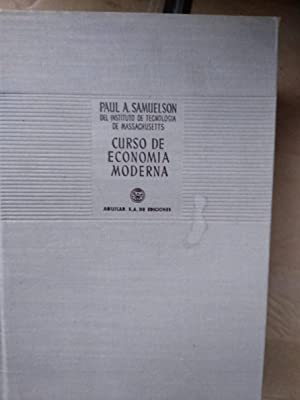 PAUL A. SAMUELSON
DEL INSTITUTO DE TECNOLOGIA
DE MASSACHUSETTS
CURSO DE
ECONOMIA
MODERNA
AGUILAR, S.A. DE EDICIONES